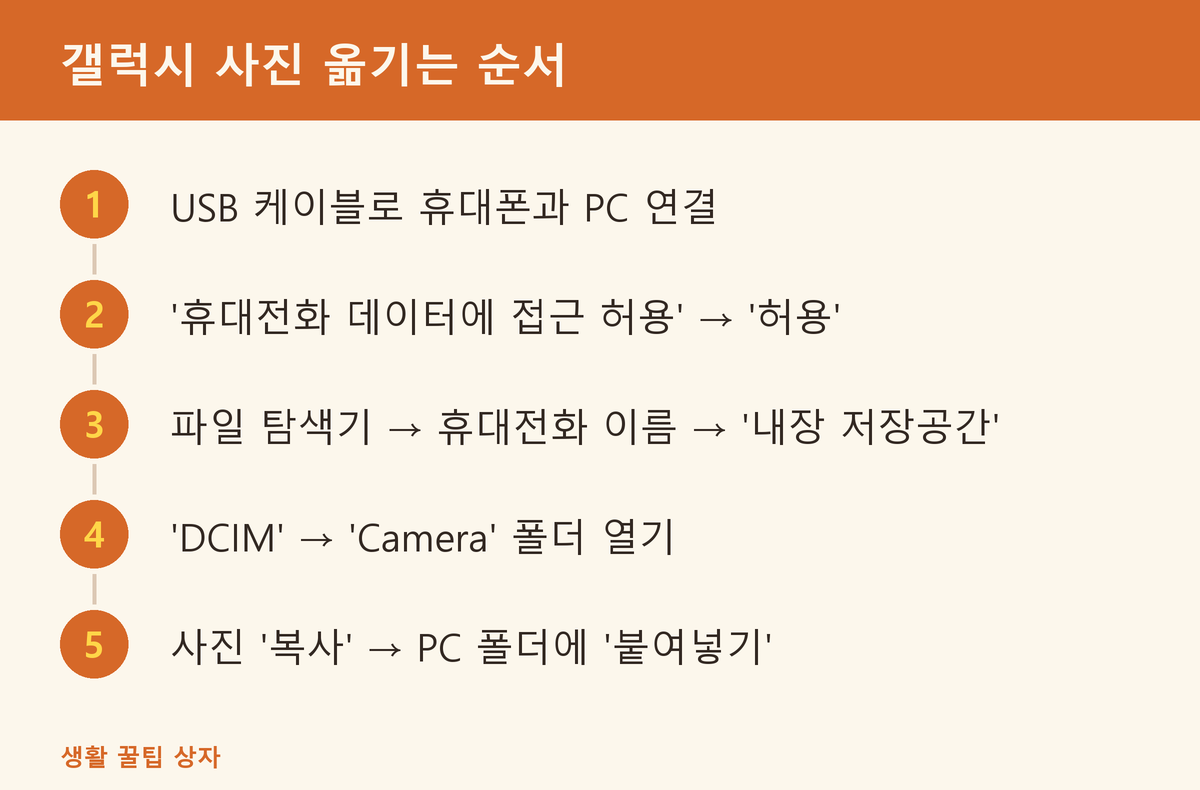 갤럭시 사진 옮기는 순서
1 USB 케이블로 휴대폰과 PC 연결
2 '휴대전화 데이터에 접근 허용' → '허용'
3 파일 탐색기 → 휴대전화 이름 → '내장 저장공간'
4 'DCIM' → 'Camera' 폴더 열기
5 사진 '복사' → PC 폴더에 '붙여넣기'
생활 꿀팁 상자